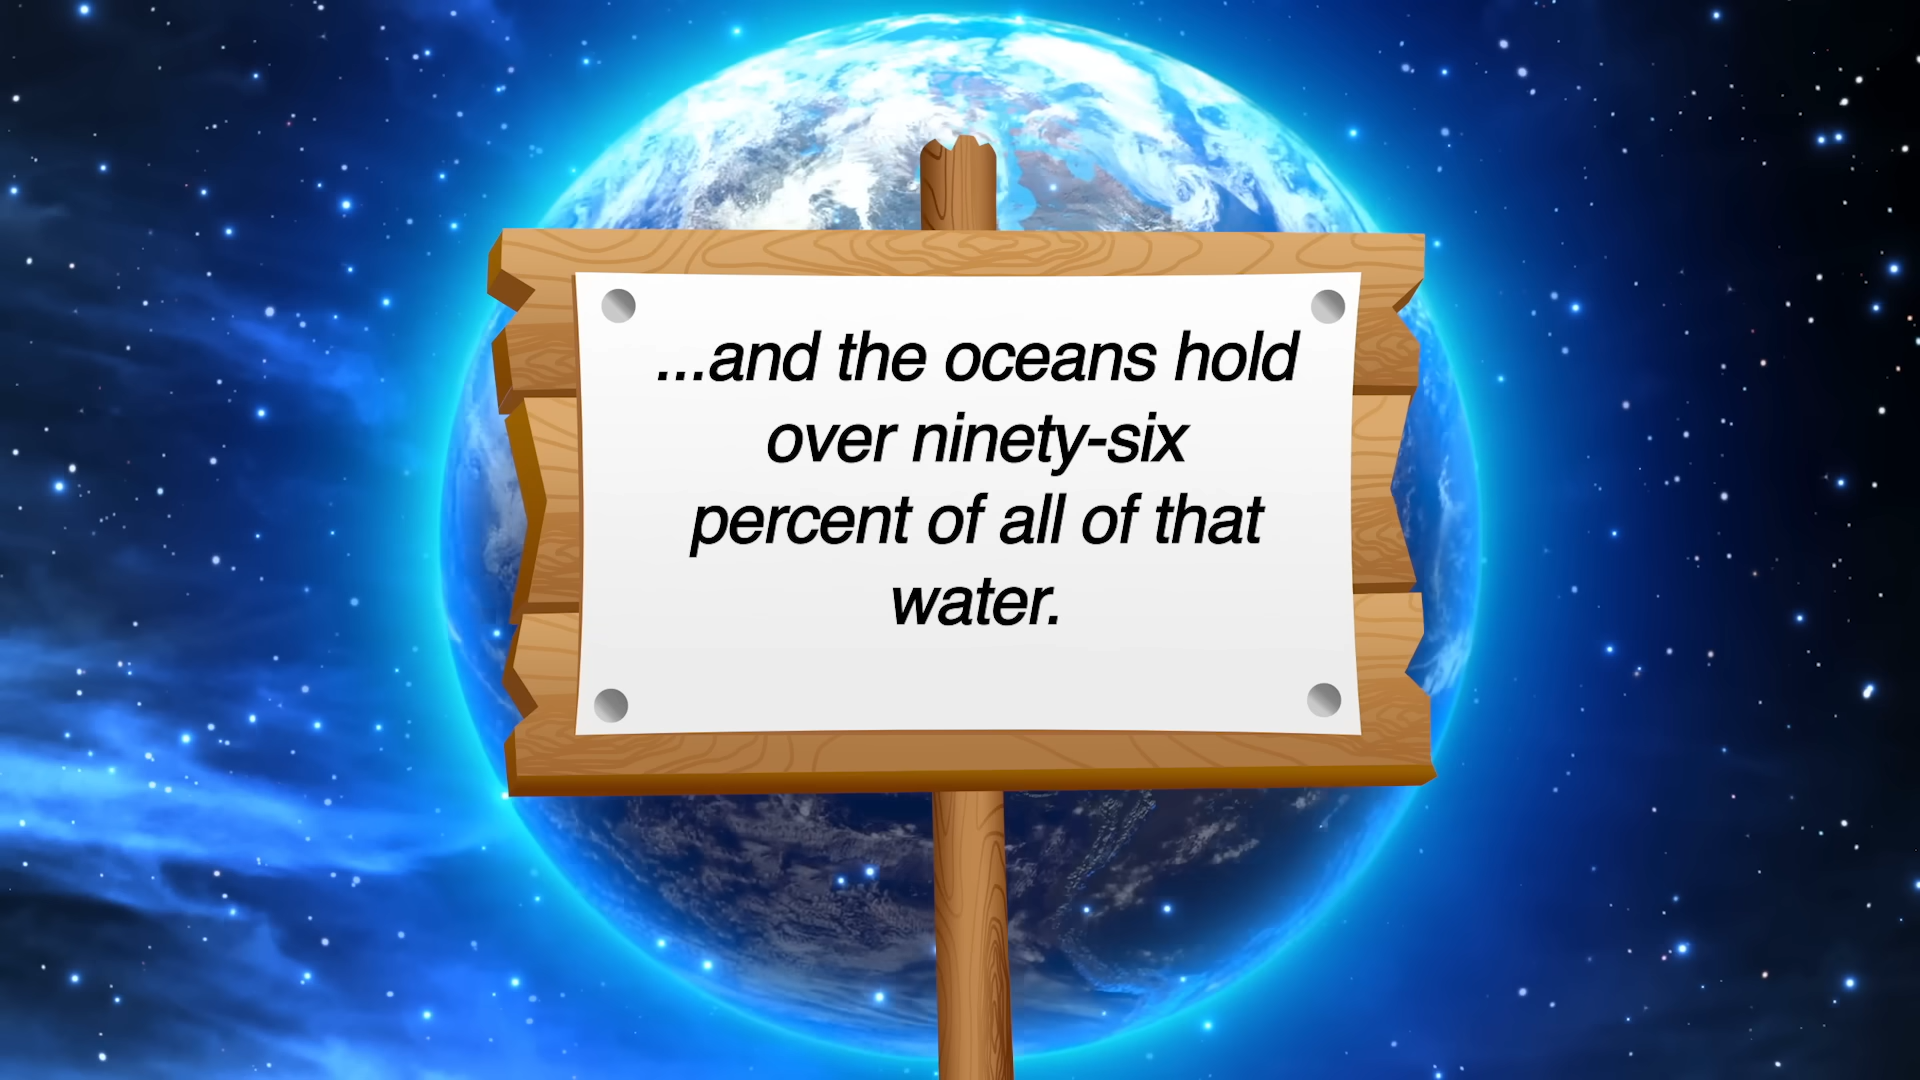 ...and the oceans hold
over ninety-six
percent of all of that
water.